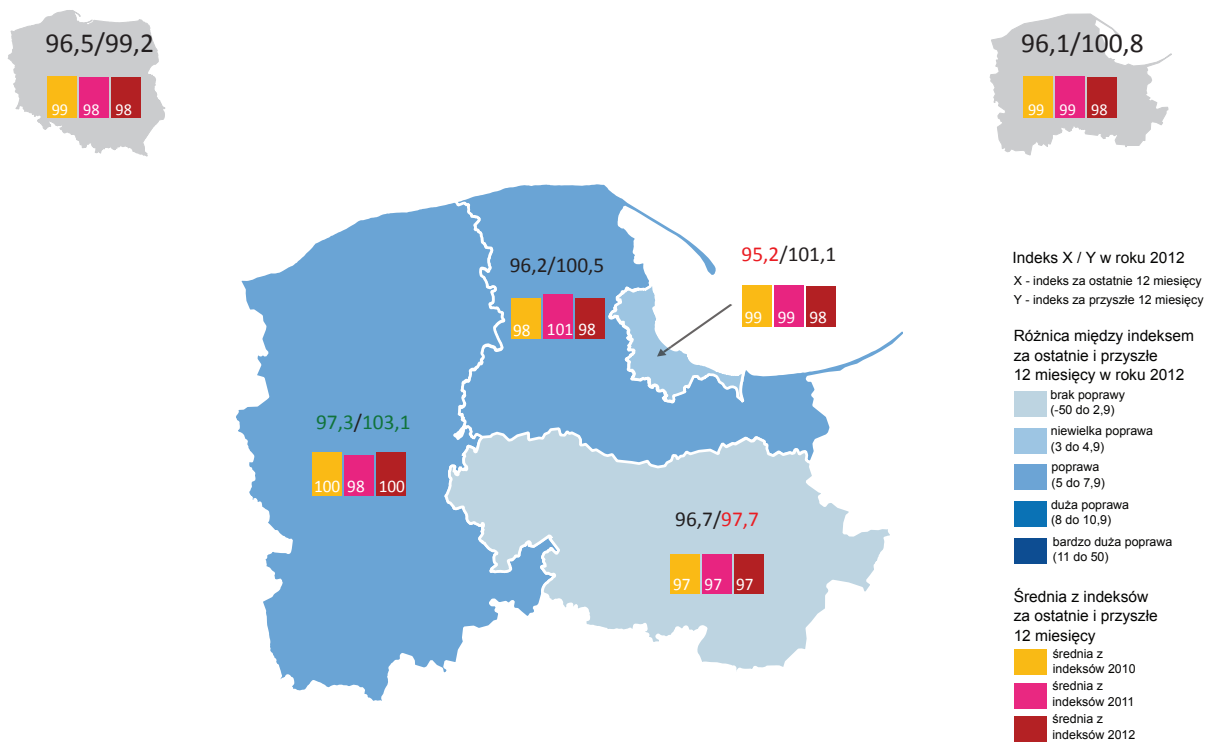 96,5/99,2
99 98 98
96,1/100,8
99 99 98
96,2/100,5
98 101 98
95,2/101,1
99 99 98
97,3/103,1
100 98 100
96,7/97,7
97 97 97
Indeks X / Y w roku 2012
X - indeks za ostatnie 12 miesięcy
Y - indeks za przyszłe 12 miesięcy
Różnica między indeksem
za ostatnie i przyszłe
12 miesięcy w roku 2012
brak poprawy
(-50 do 2,9)
niewielka poprawa
(3 do 4,9)
poprawa
(5 do 7,9)
duża poprawa
(8 do 10,9)
bardzo duża poprawa
(11 do 50)
Średnia z indeksów
za ostatnie i przyszłe
12 miesięcy
średnia z
indeksów 2010
średnia z
indeksów 2011
średnia z
indeksów 2012